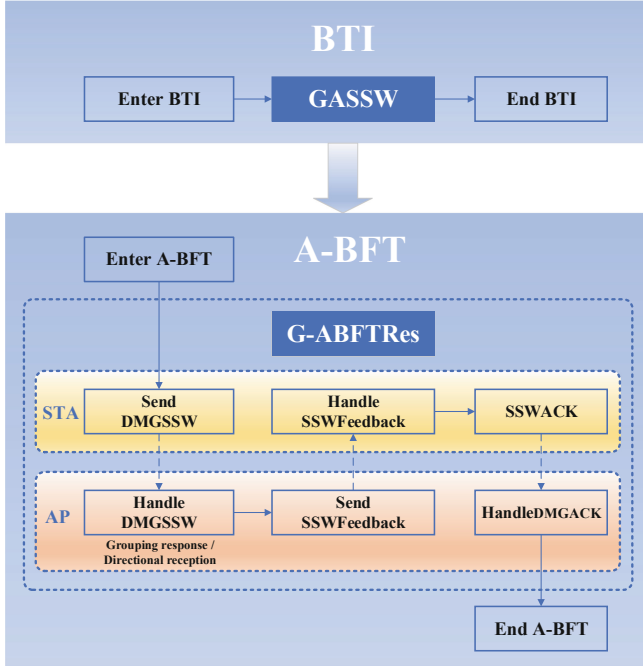 BTI
Enter BTI
GASSW
End BTI
A-BFT
Enter A-BFT
G-ABFTRes
STA
Send
DMGSSW
Handle
SSWFeedback
SSWACK
AP
Handle
DMGSSW
Send
SSWFeedback
HandleDMGACK
Grouping response /
Directional reception
End A-BFT